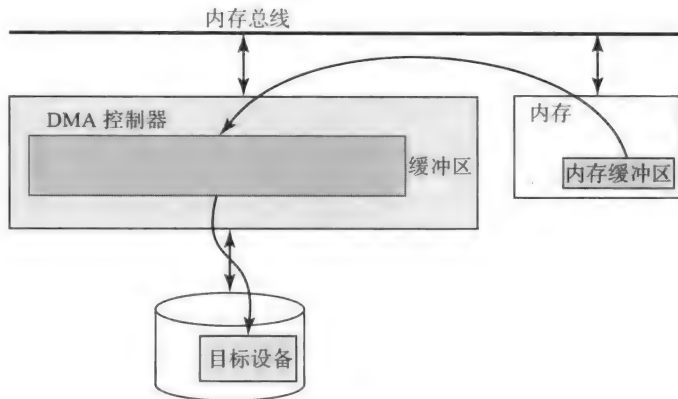 内存总线
DMA 控制器
内存
缓冲区
内存缓冲区
目标设备